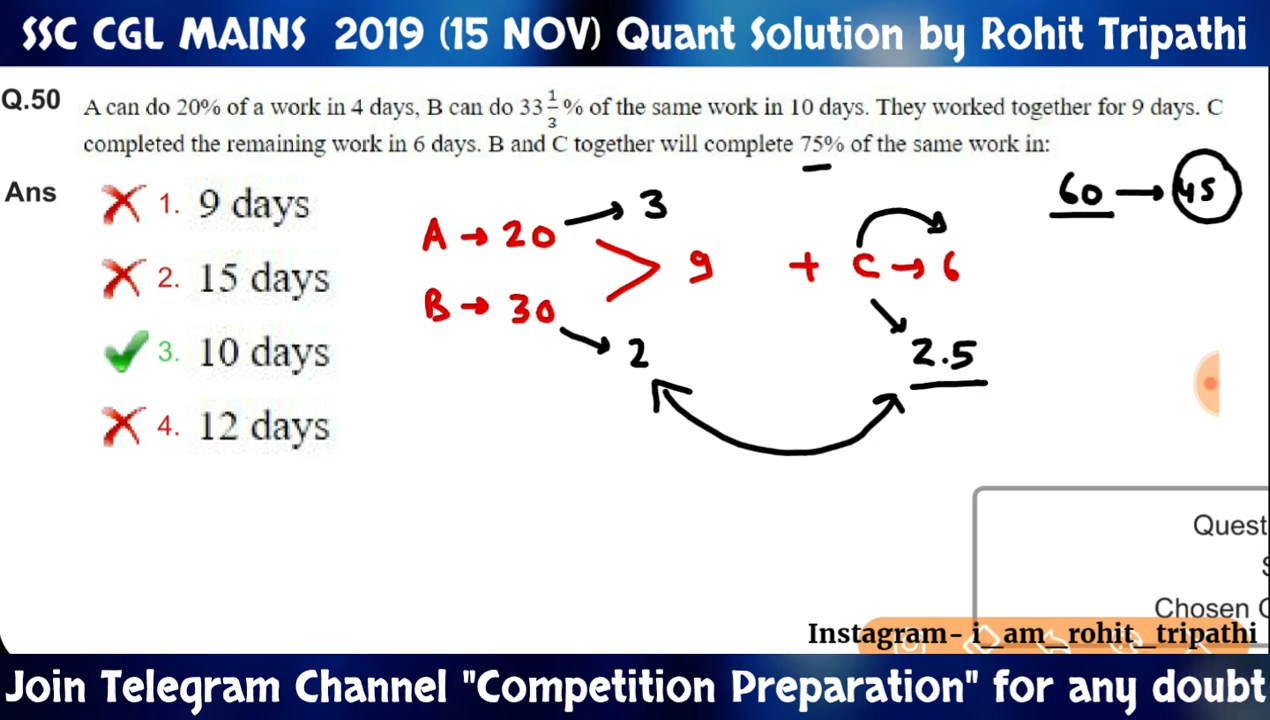 SSC CGL MAINS 2019 (15 NOV) Quant Solution by Rohit Tripathi
Q.50 A can do 20% of a work in 4 days, B can do 33 1/3 % of the same work in 10 days. They worked together for 9 days. C
completed the remaining work in 6 days. B and C together will complete 75% of the same work in:
60 → 45
Ans
1. 9 days
2. 15 days
3. 10 days
4. 12 days
A → 20 → 3
B → 30 → 2
9 + C → 6
2.5
Quest
Chosen
Instagram- i_am_rohit_tripathi
Join Telegram Channel "Competition Preparation" for any doubt